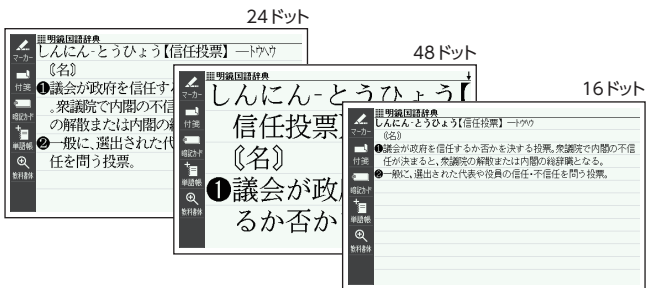 24ドット
明鏡国語辞典
しんにん-とうひょう【信任投票】 ―トウヘウ
〘名〙
❶議会が政府を信任す
。衆議院で内閣の不信
の解散または内閣の
❷一般に、選出された代
任を問う投票。
マーカー
付箋
暗記カード
単語帳
教科書体
48ドット
明鏡国語辞典
しんにん-とうひょう【
信任投票】
〘名〙
❶議会が政
るか否か
マーカー
付箋
暗記カード
単語帳
教科書体
16ドット
明鏡国語辞典
しんにん-とうひょう【信任投票】 ―トウヘウ
〘名〙
❶議会が政府を信任するか否かを決する投票。衆議院で内閣の不信
任が決まると、衆議院の解散または内閣の総辞職となる。
❷一般に、選出された代表や役員の信任・不信任を問う投票。
マーカー
付箋
暗記カード
単語帳
教科書体